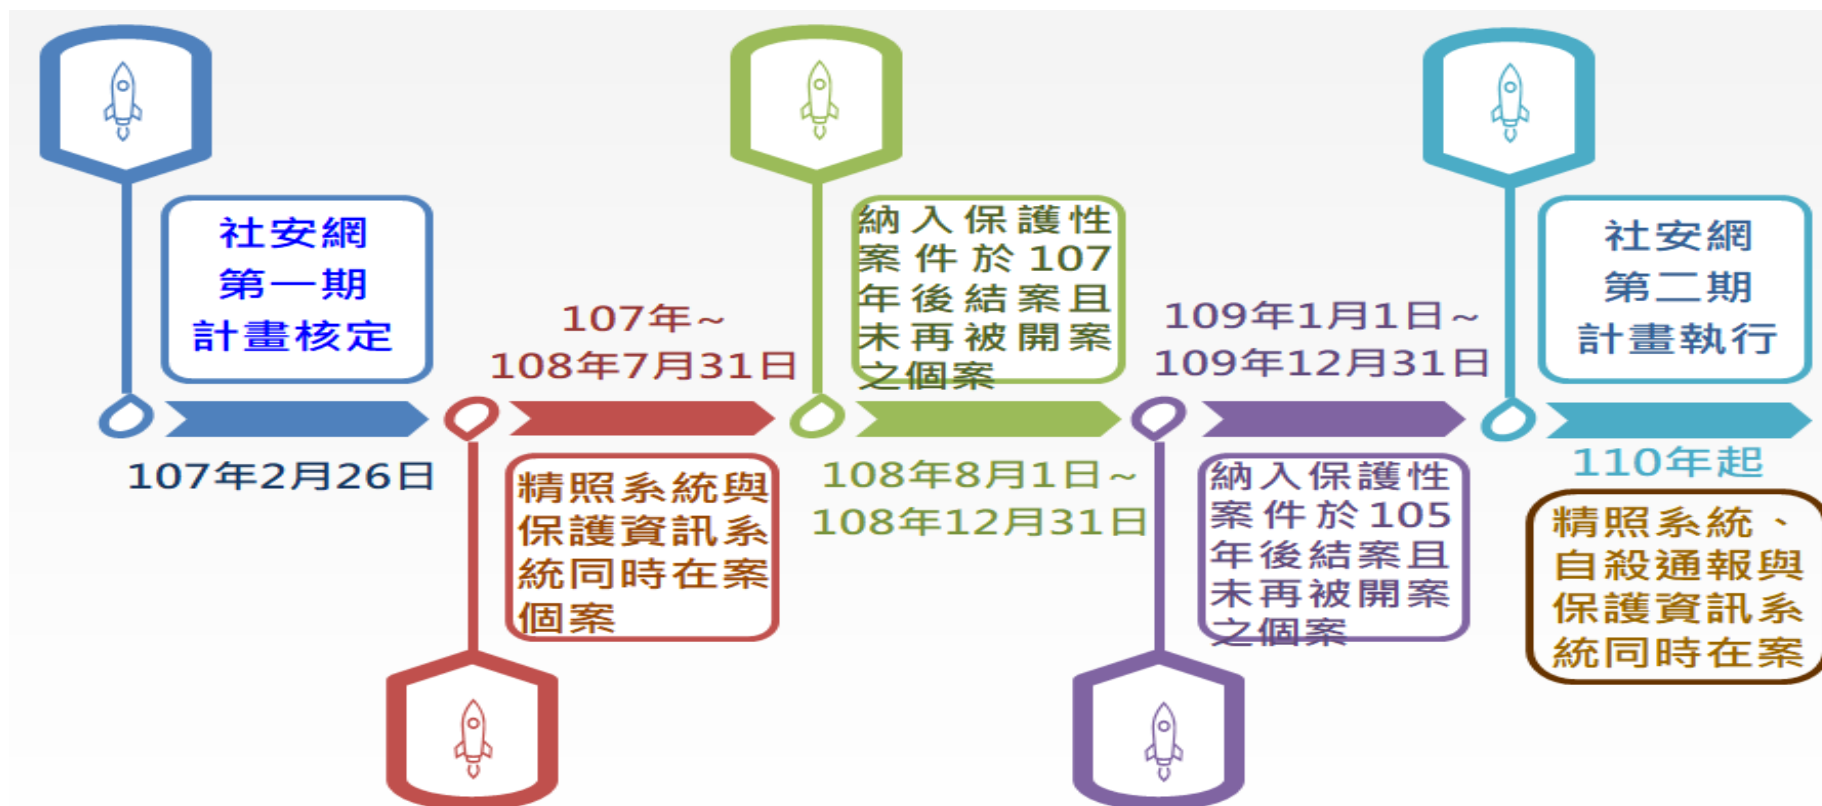 社安網
第一期
計畫核定
107年2月26日
107年~
108年7月31日
精照系統與
保護資訊系
統同時在案
個案
納入保護性
案件於107
年後結案且
未再被開案
之個案
108年8月1日~
108年12月31日
109年1月1日~
109年12月31日
納入保護性
案件於105
年後結案且
未再被開案
之個案
社安網
第二期
計畫執行
110年起
精照系統、
自殺通報與
保護資訊系
統同時在案